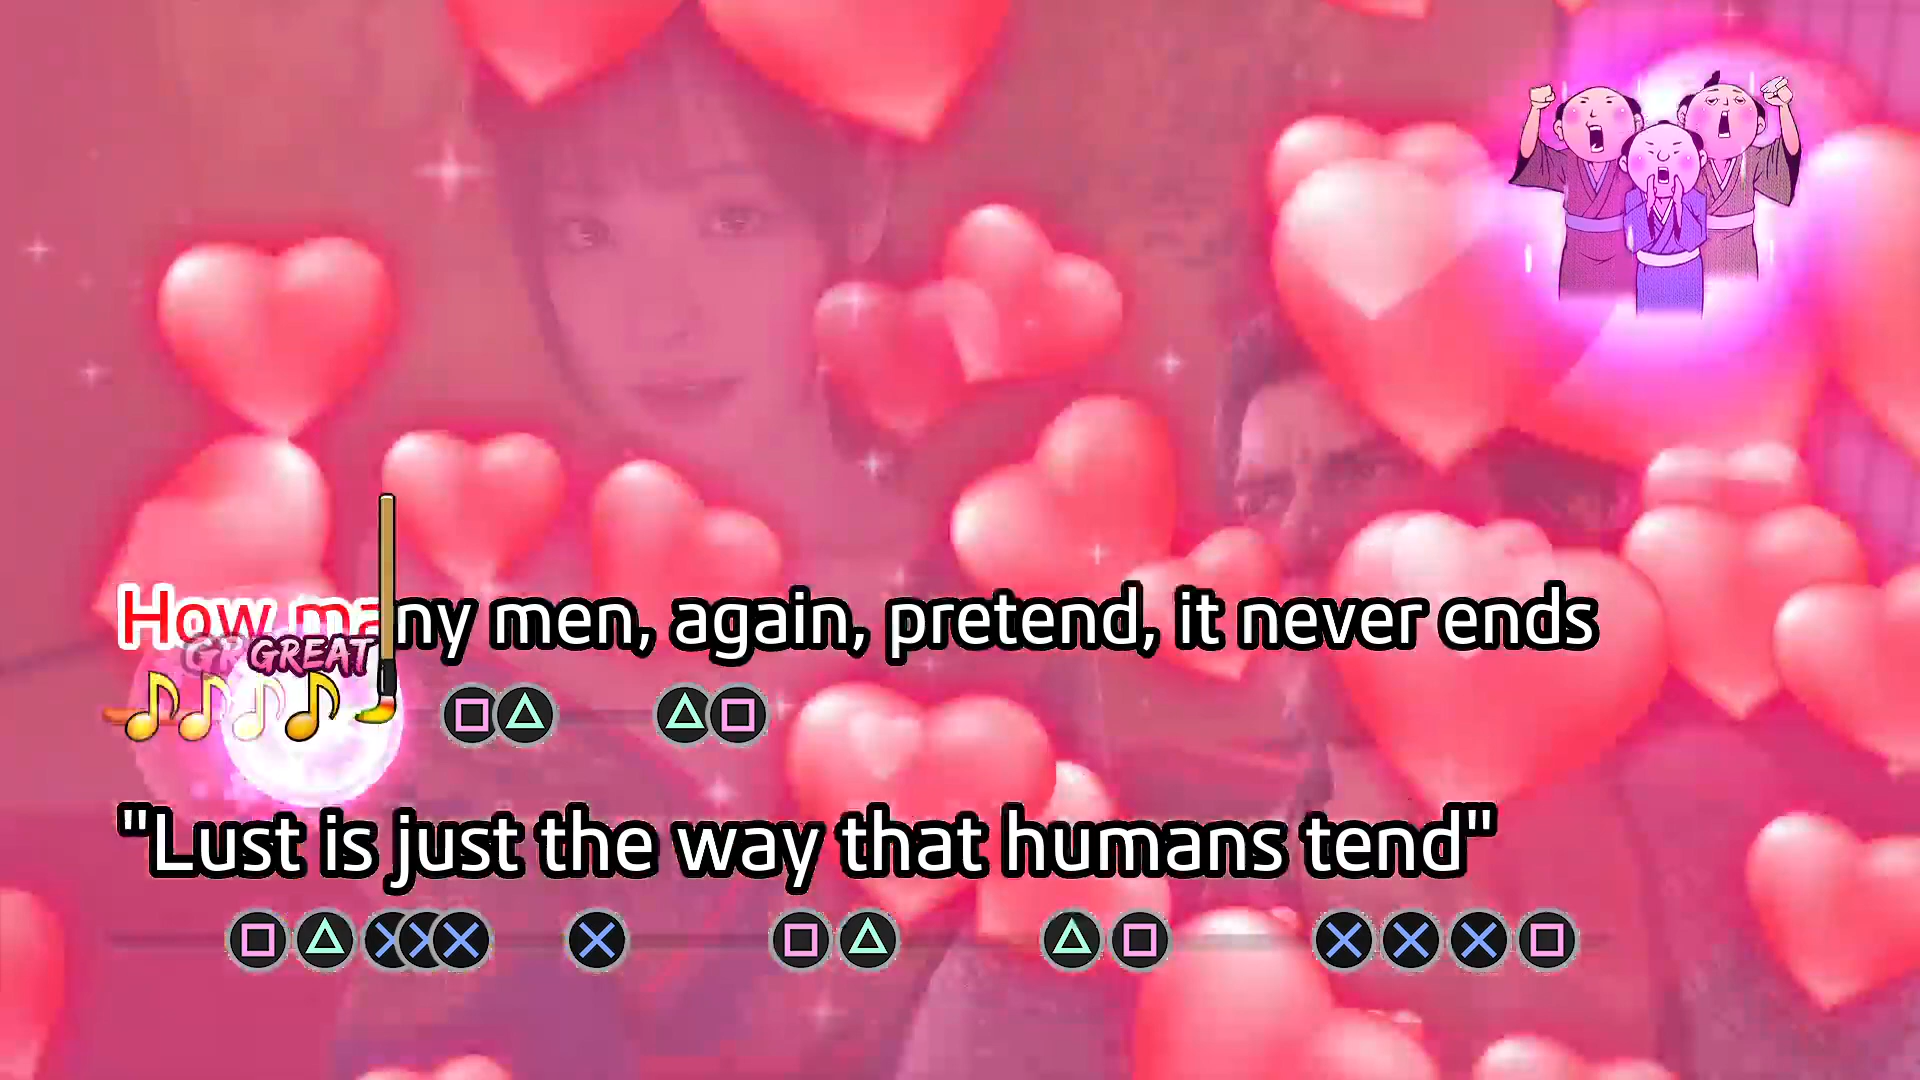 How many men, again, pretend, it never ends
GREAT
"Lust is just the way that humans tend"